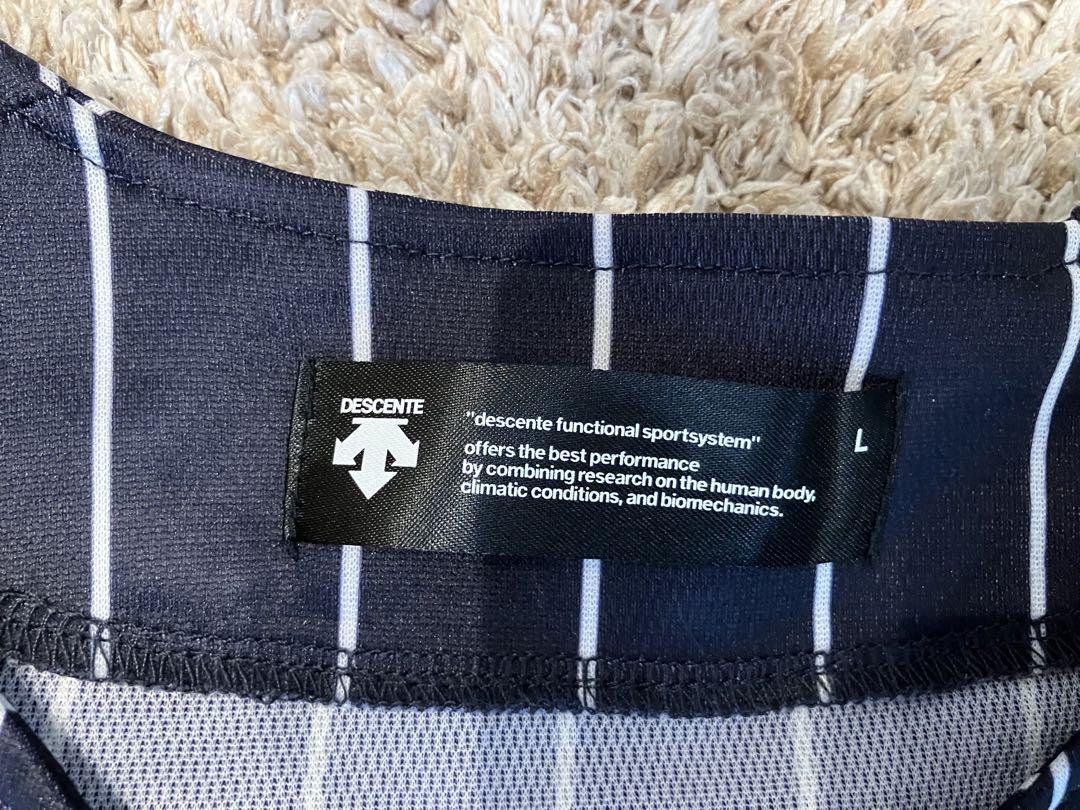 DESCENTE
"descente functional sportsystem"
offers the best performance
by combining research on the human body,
climatic conditions, and biomechanics.
L